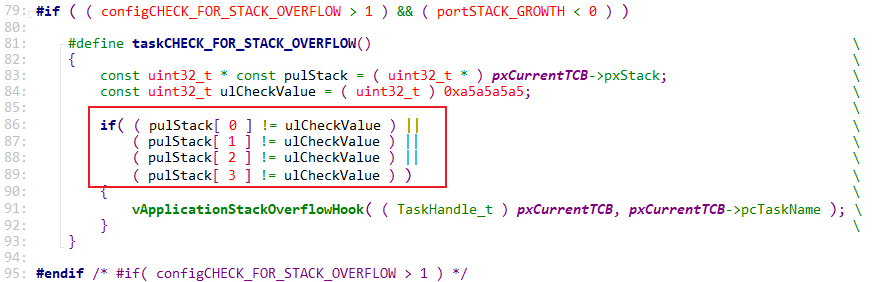 79: #if ( ( configCHECK_FOR_STACK_OVERFLOW > 1 ) && ( portSTACK_GROWTH < 0 ) )
80:
81: #define taskCHECK_FOR_STACK_OVERFLOW() \
82: { \
83: const uint32_t * const pulStack = ( uint32_t * ) pxCurrentTCB->pxStack; \
84: const uint32_t ulCheckValue = ( uint32_t ) 0xa5a5a5a5; \
85: \
86: if( ( pulStack[ 0 ] != ulCheckValue ) || \
87: ( pulStack[ 1 ] != ulCheckValue ) || \
88: ( pulStack[ 2 ] != ulCheckValue ) || \
89: ( pulStack[ 3 ] != ulCheckValue ) ) \
90: { \
91: vApplicationStackOverflowHook( ( TaskHandle_t ) pxCurrentTCB, pxCurrentTCB->pcTaskName ); \
92: } \
93: }
94:
95: #endif /* #if( configCHECK_FOR_STACK_OVERFLOW > 1 ) */